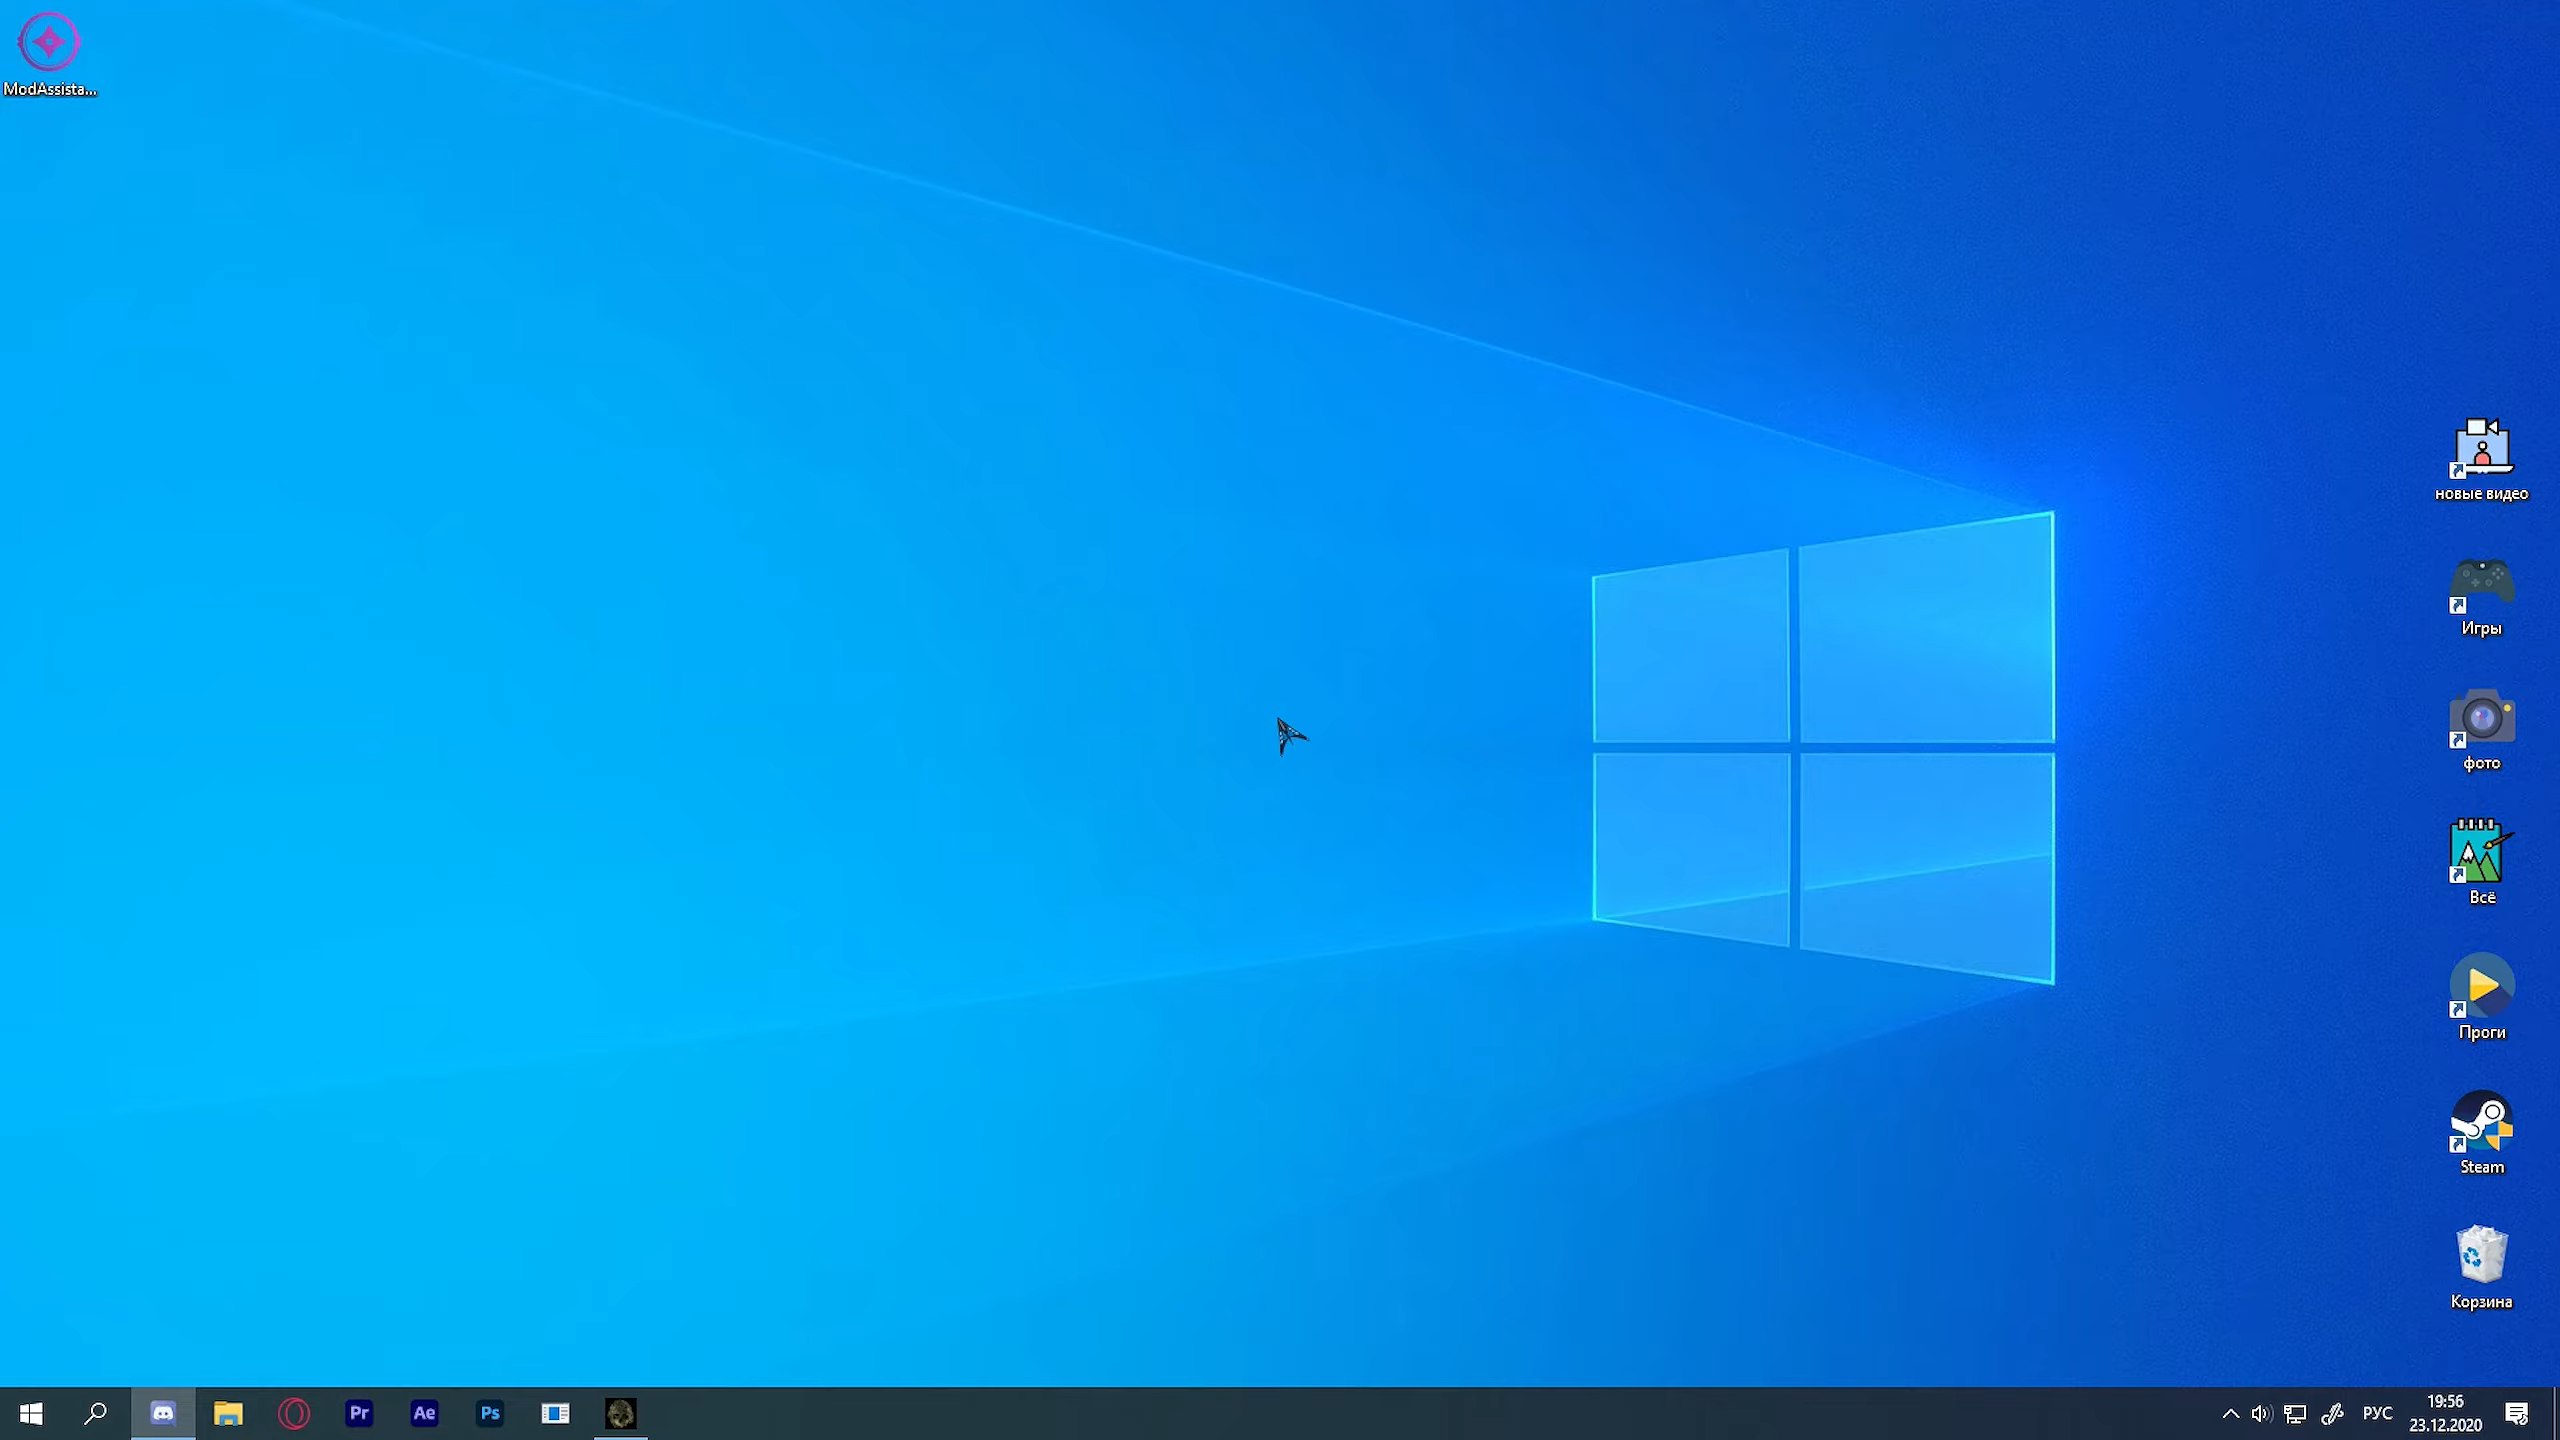 ModAssista...
новые видео
Игры
фото
Всё
Проги
Steam
Корзина
Pr
Ae
Ps
РУС
19:56
23.12.2020